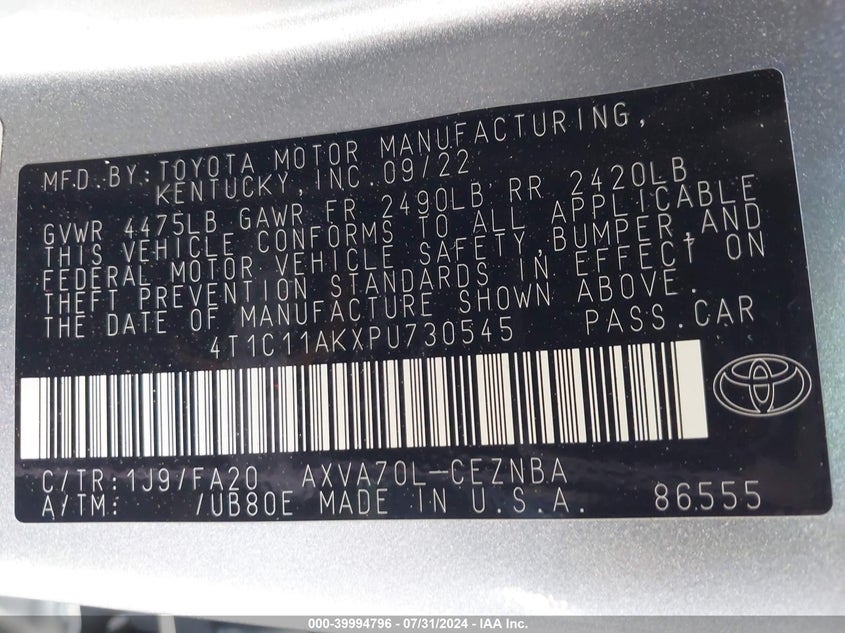 MFD. BY: TOYOTA MOTOR MANUFACTURING,
KENTUCKY, INC. 09/22
GVWR 4475LB GAWR FR 2490LB RR 2420LB
THIS VEHICLE CONFORMS TO ALL APPLICABLE
FEDERAL MOTOR VEHICLE SAFETY, BUMPER, AND
THEFT PREVENTION STANDARDS IN EFFECT ON
THE DATE OF MANUFACTURE SHOWN ABOVE.
4T1C11AKXPU730545 PASS.CAR
C/TR: 1J9/FA20 AXVA70L-CEZNBA
A/TM: /UB80E MADE IN U.S.A. 86555
000-39994796 - 07/31/2024 - IAA Inc.